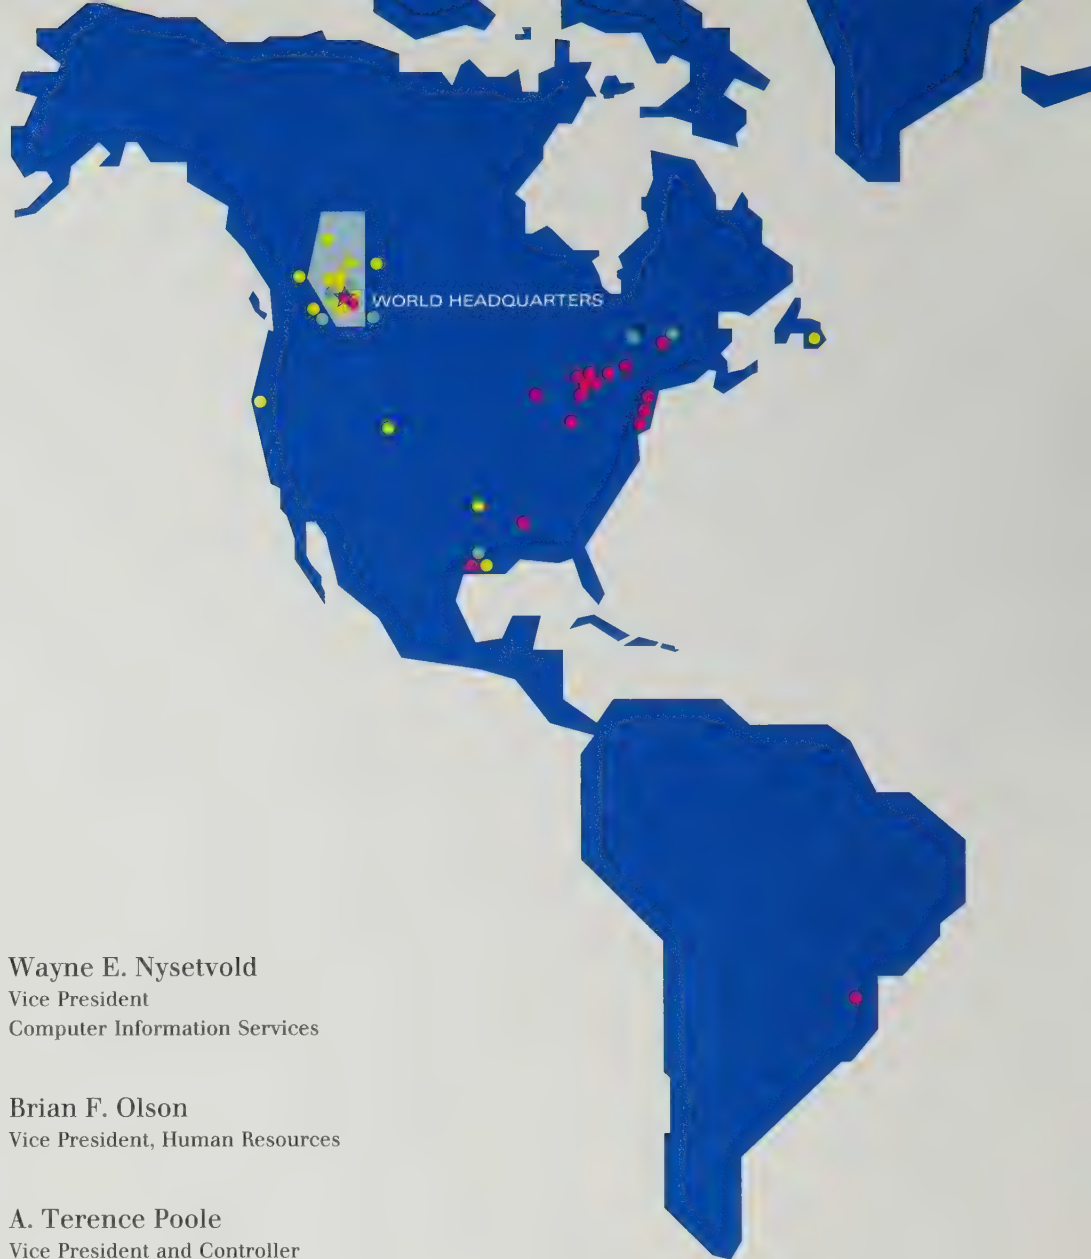 WORLD HEADQUARTERS
Wayne E. Nysetvold
Vice President
Computer Information Services
Brian F. Olson
Vice President, Human Resources
A. Terence Poole
Vice President and Controller